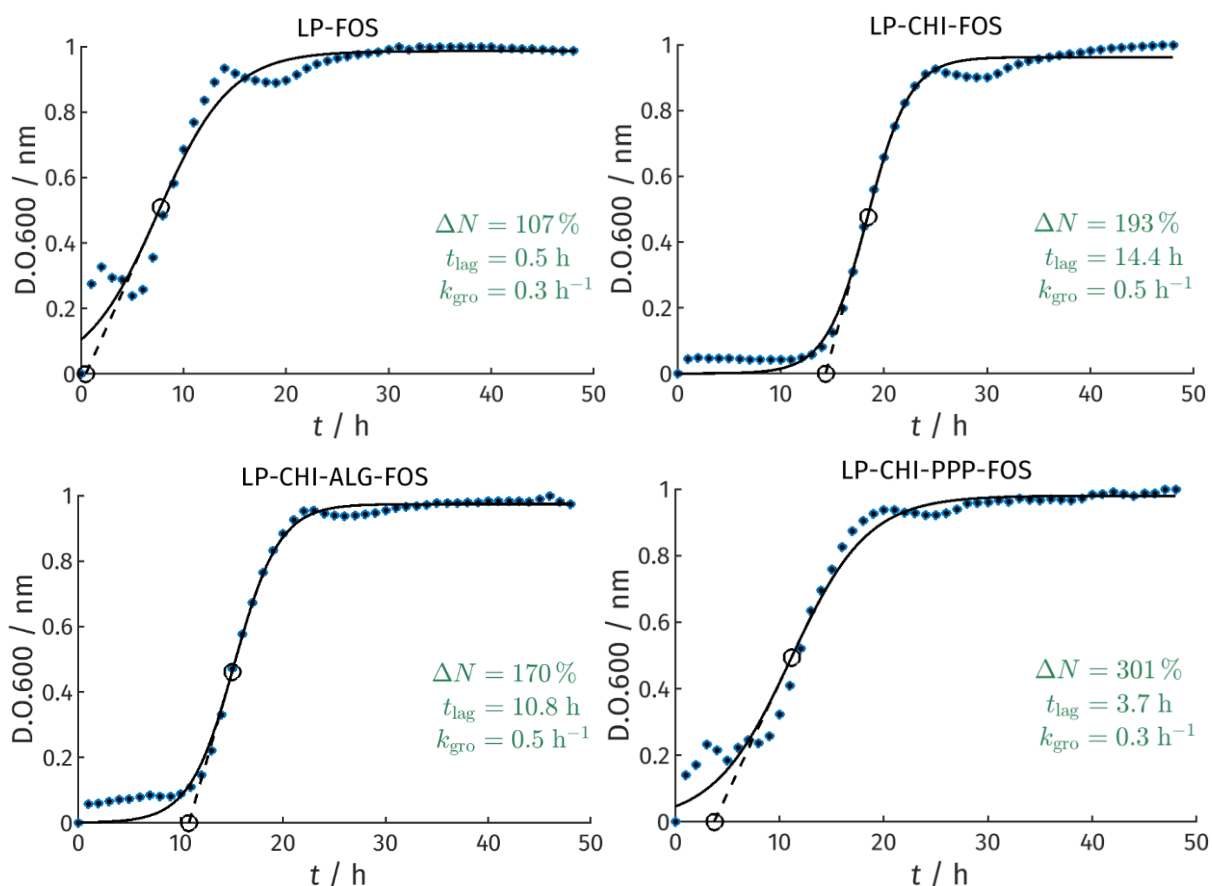 LP-FOS
1
0.8
0.6
0.4
0.2
0
D.O.600 / nm
ΔN = 107 %
t_lag = 0.5 h
k_gro = 0.3 h⁻¹
0 10 20 30 40 50
t / h
LP-CHI-FOS
1
0.8
0.6
0.4
0.2
0
D.O.600 / nm
ΔN = 193 %
t_lag = 14.4 h
k_gro = 0.5 h⁻¹
0 10 20 30 40 50
t / h
LP-CHI-ALG-FOS
1
0.8
0.6
0.4
0.2
0
D.O.600 / nm
ΔN = 170 %
t_lag = 10.8 h
k_gro = 0.5 h⁻¹
0 10 20 30 40 50
t / h
LP-CHI-PPP-FOS
1
0.8
0.6
0.4
0.2
0
D.O.600 / nm
ΔN = 301 %
t_lag = 3.7 h
k_gro = 0.3 h⁻¹
0 10 20 30 40 50
t / h